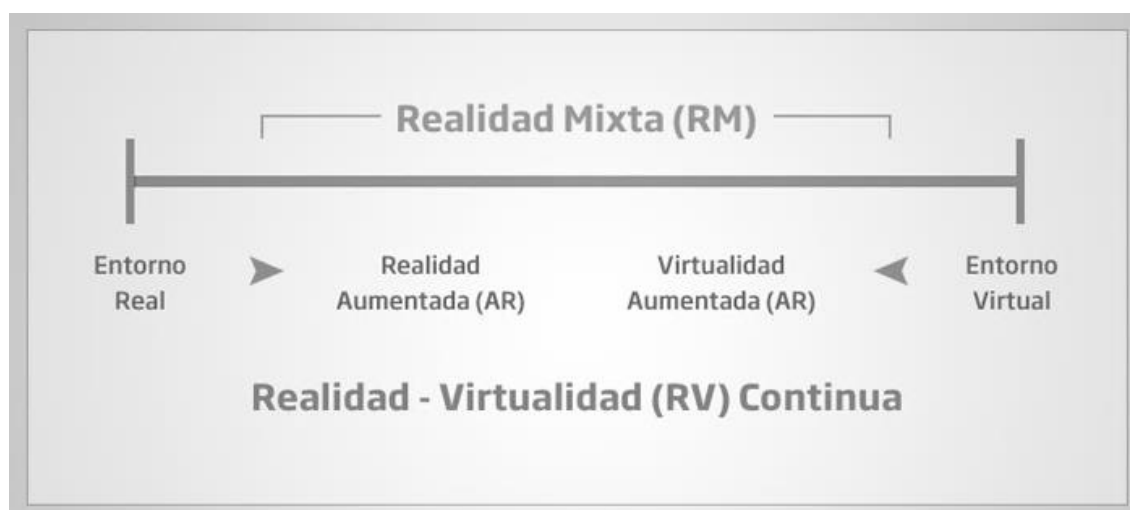 Realidad Mixta (RM)
Entorno
Real
Realidad
Aumentada (AR)
Virtualidad
Aumentada (AR)
Entorno
Virtual
Realidad - Virtualidad (RV) Continua